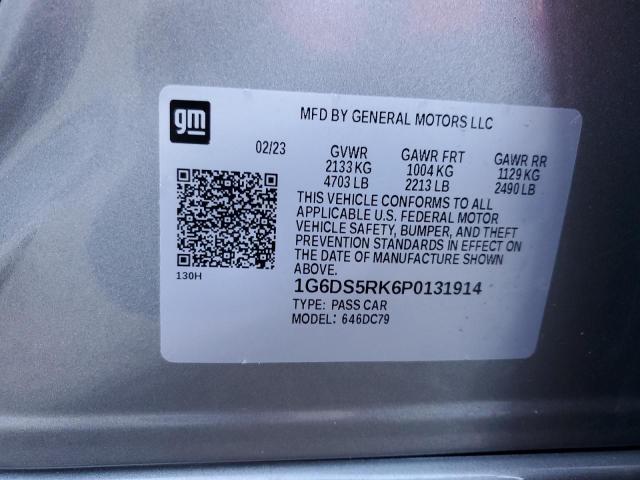 gm
MFD BY GENERAL MOTORS LLC
02/23 GVWR GAWR FRT GAWR RR
2133 KG 1004 KG 1129 KG
4703 LB 2213 LB 2490 LB
THIS VEHICLE CONFORMS TO ALL
APPLICABLE U.S. FEDERAL MOTOR
VEHICLE SAFETY, BUMPER, AND THEFT
PREVENTION STANDARDS IN EFFECT ON
THE DATE OF MANUFACTURE SHOWN
ABOVE.
130H
1G6DS5RK6P0131914
TYPE: PASS CAR
MODEL: 646DC79